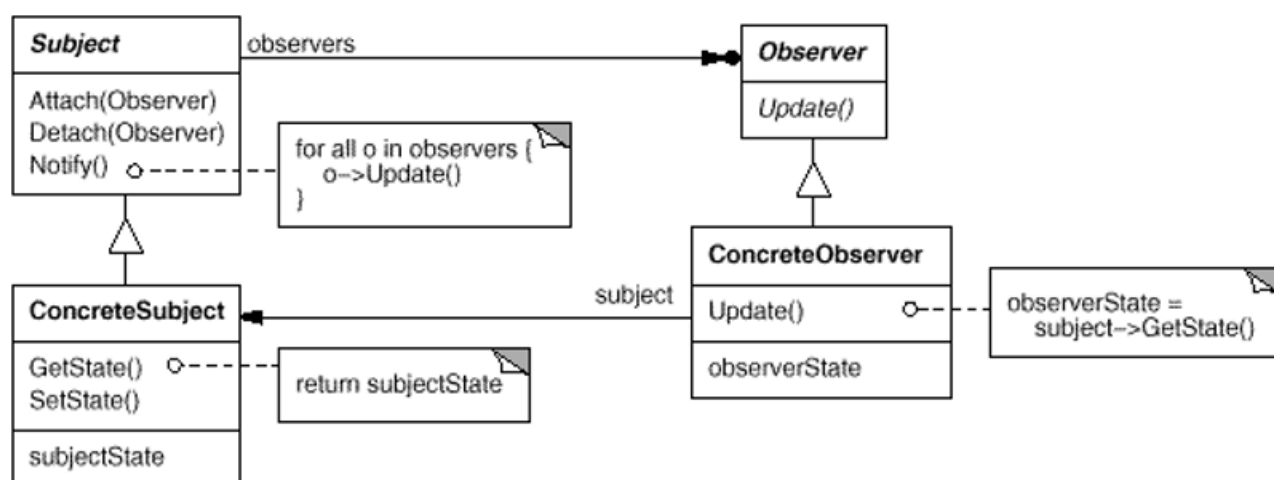 Subject
observers
Observer
Attach(Observer)
Detach(Observer)
Notify()
for all o in observers {
o->Update()
}
Update()
ConcreteSubject
GetState()
SetState()
subjectState
return subjectState
subject
ConcreteObserver
Update()
observerState
observerState =
subject->GetState()